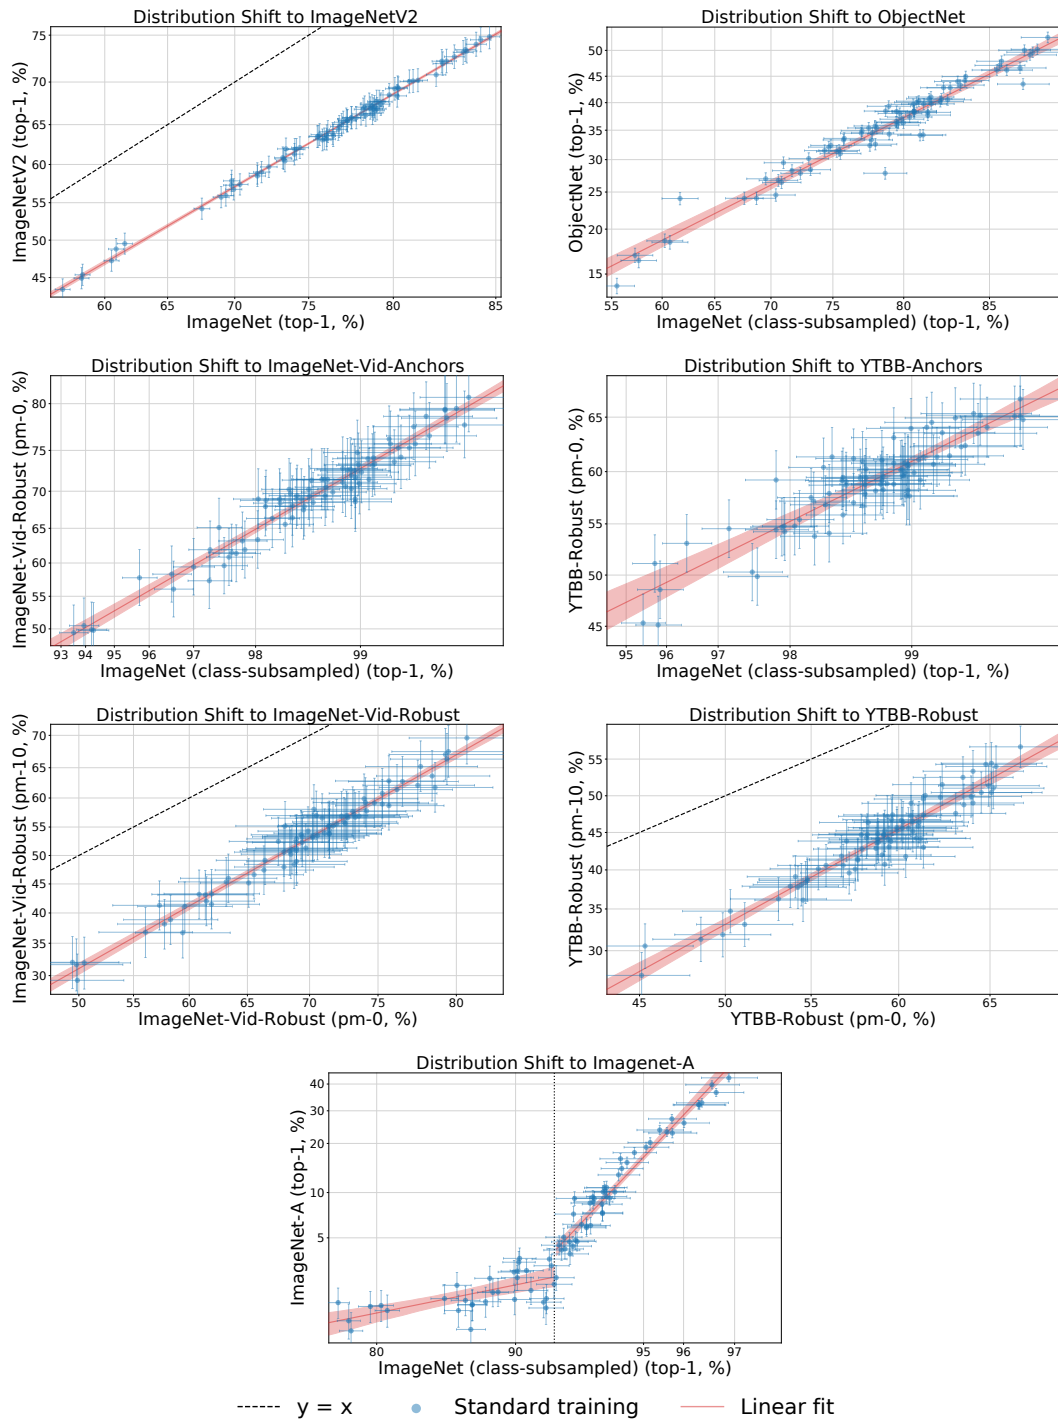 Distribution Shift to ImageNetV2
ImageNetV2 (top-1, %)
75
70
65
60
55
50
45
60 65 70 75 80 85
ImageNet (top-1, %)
Distribution Shift to ObjectNet
ObjectNet (top-1, %)
50
45
40
35
30
25
20
15
55 60 65 70 75 80 85
ImageNet (class-subsampled) (top-1, %)
Distribution Shift to ImageNet-Vid-Anchors
ImageNet-Vid-Robust (pm-0, %)
80
75
70
65
60
55
50
93 94 95 96 97 98 99
ImageNet (class-subsampled) (top-1, %)
Distribution Shift to YTBB-Anchors
YTBB-Robust (pm-0, %)
65
60
55
50
45
95 96 97 98 99
ImageNet (class-subsampled) (top-1, %)
Distribution Shift to ImageNet-Vid-Robust
ImageNet-Vid-Robust (pm-10, %)
70
65
60
55
50
45
40
35
30
50 55 60 65 70 75 80
ImageNet-Vid-Robust (pm-0, %)
Distribution Shift to YTBB-Robust
YTBB-Robust (pm-10, %)
55
50
45
40
35
30
45 50 55 60 65
YTBB-Robust (pm-0, %)
Distribution Shift to Imagenet-A
ImageNet-A (top-1, %)
40
30
20
10
5
80 90 95 96 97
ImageNet (class-subsampled) (top-1, %)
y = x Standard training Linear fit